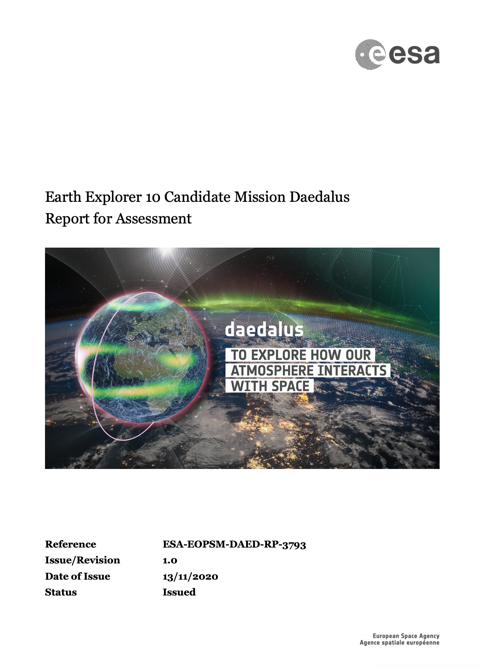 esa
Earth Explorer 10 Candidate Mission Daedalus
Report for Assessment
daedalus
TO EXPLORE HOW OUR
ATMOSPHERE INTERACTS
WITH SPACE
Reference ESA-EOPSM-DAED-RP-3793
Issue/Revision 1.0
Date of Issue 13/11/2020
Status Issued
European Space Agency
Agence spatiale européenne